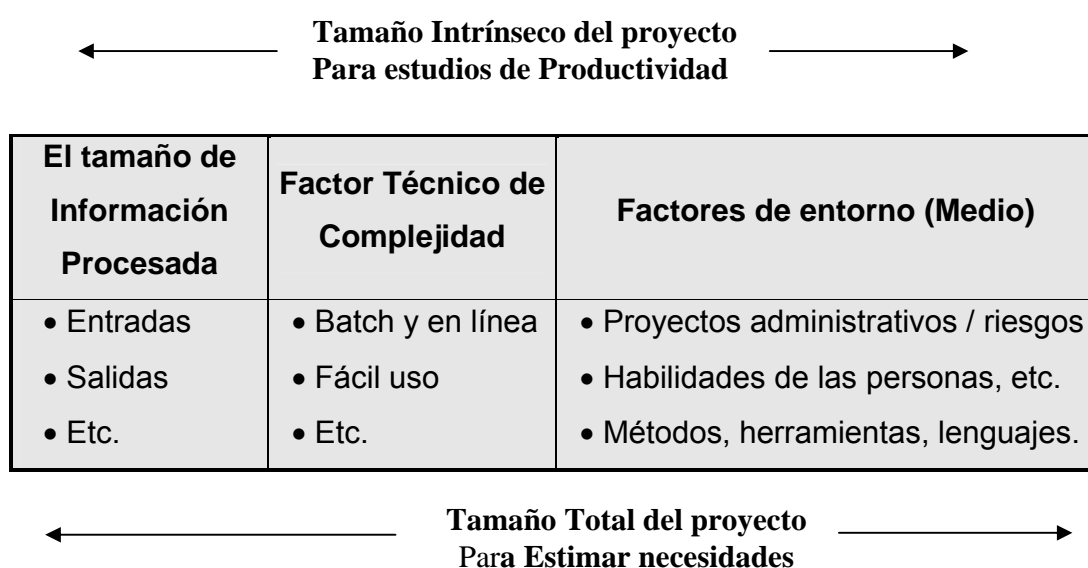 Tamaño Intrínseco del proyecto
Para estudios de Productividad
El tamaño de
Información
Procesada
Factor Técnico de
Complejidad
Factores de entorno (Medio)
• Entradas
• Salidas
• Etc.
• Batch y en línea
• Fácil uso
• Etc.
• Proyectos administrativos / riesgos
• Habilidades de las personas, etc.
• Métodos, herramientas, lenguajes.
Tamaño Total del proyecto
Para Estimar necesidades